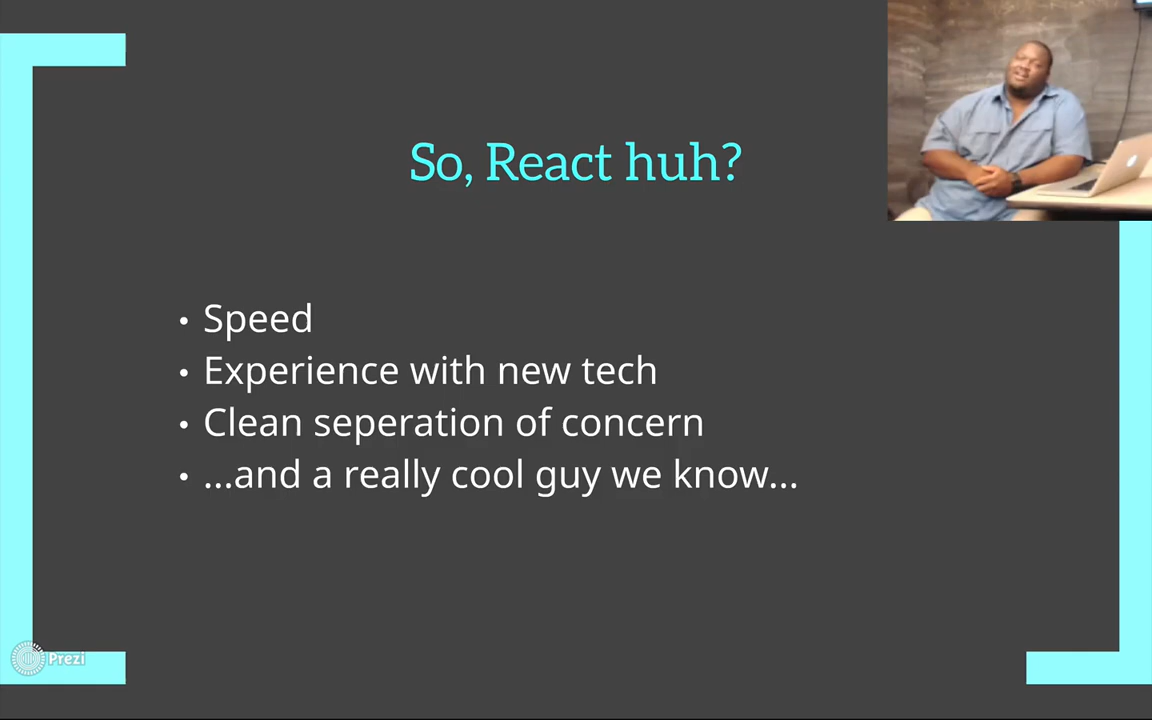 So, React huh?
• Speed
• Experience with new tech
• Clean seperation of concern
• ...and a really cool guy we know...
Prezi